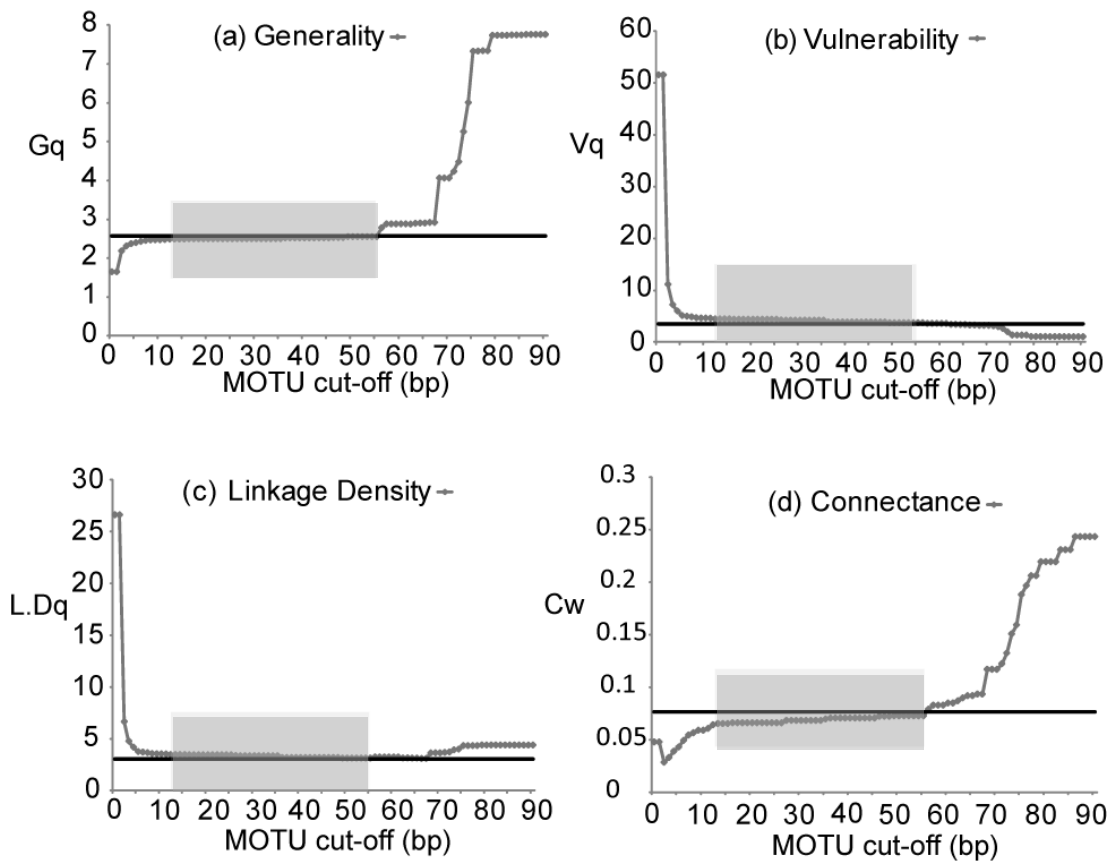 (a) Generality
8
7
6
5
4
3
2
1
0
Gq
0 10 20 30 40 50 60 70 80 90
MOTU cut-off (bp)
(b) Vulnerability
60
50
40
30
20
10
0
Vq
0 10 20 30 40 50 60 70 80 90
MOTU cut-off (bp)
(c) Linkage Density
30
25
20
15
10
5
0
L.Dq
0 10 20 30 40 50 60 70 80 90
MOTU cut-off (bp)
(d) Connectance
0.3
0.25
0.2
0.15
0.1
0.05
0
Cw
0 10 20 30 40 50 60 70 80 90
MOTU cut-off (bp)